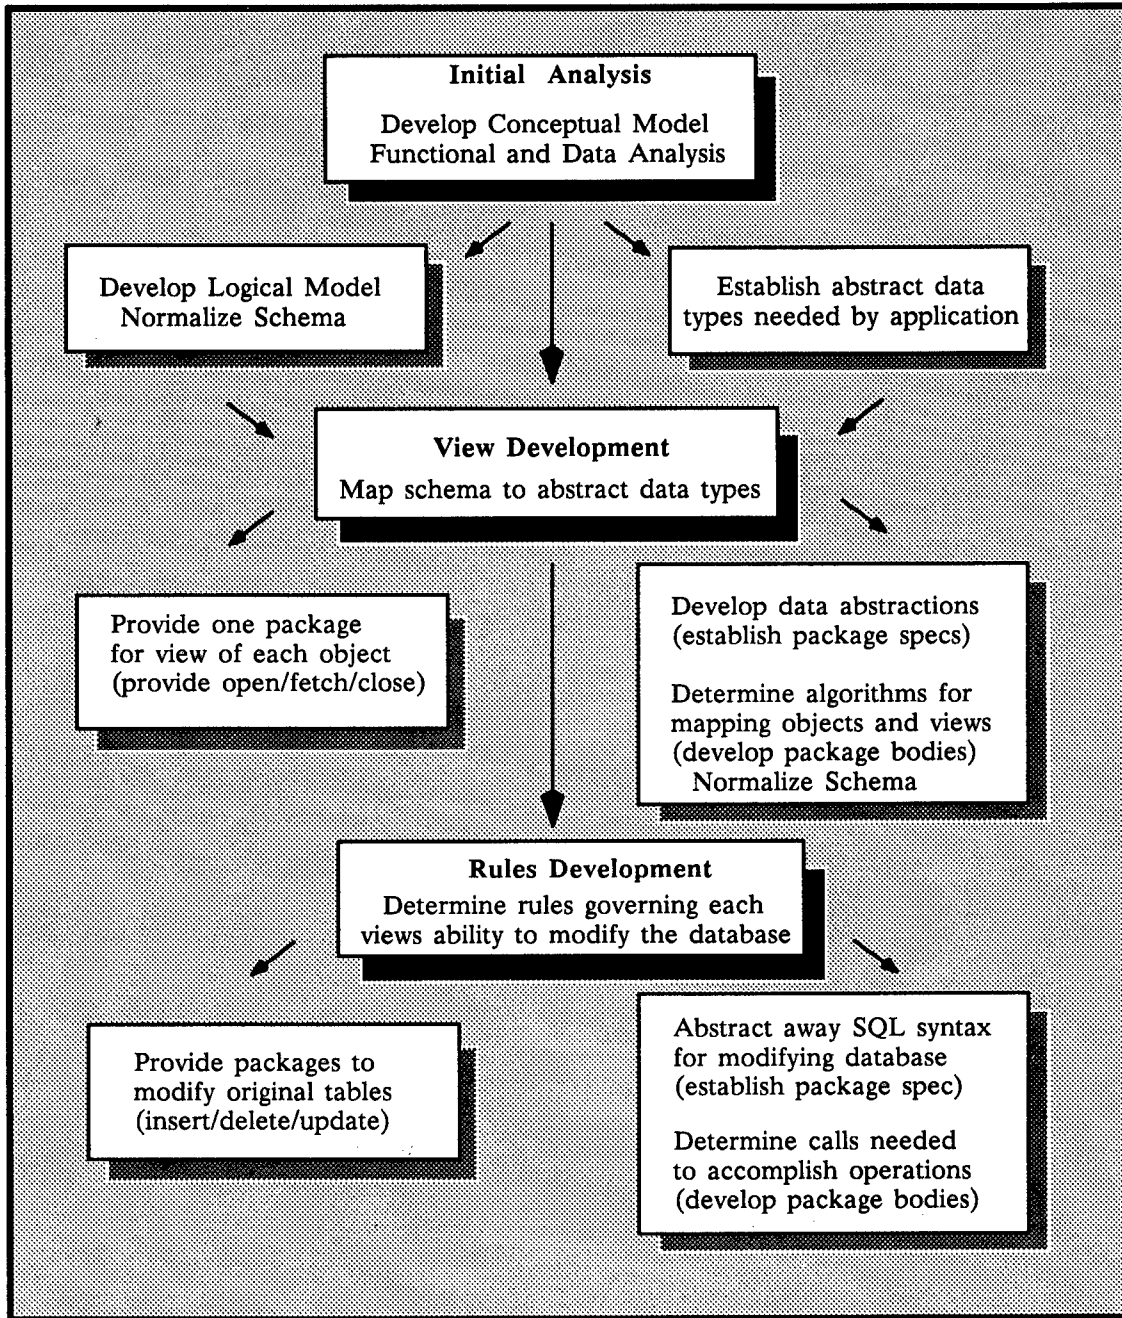 Initial Analysis
Develop Conceptual Model
Functional and Data Analysis
Develop Logical Model
Normalize Schema
Establish abstract data
types needed by application
View Development
Map schema to abstract data types
Provide one package
for view of each object
(provide open/fetch/close)
Develop data abstractions
(establish package specs)
Determine algorithms for
mapping objects and views
(develop package bodies)
Normalize Schema
Rules Development
Determine rules governing each
views ability to modify the database
Provide packages to
modify original tables
(insert/delete/update)
Abstract away SQL syntax
for modifying database
(establish package spec)
Determine calls needed
to accomplish operations
(develop package bodies)